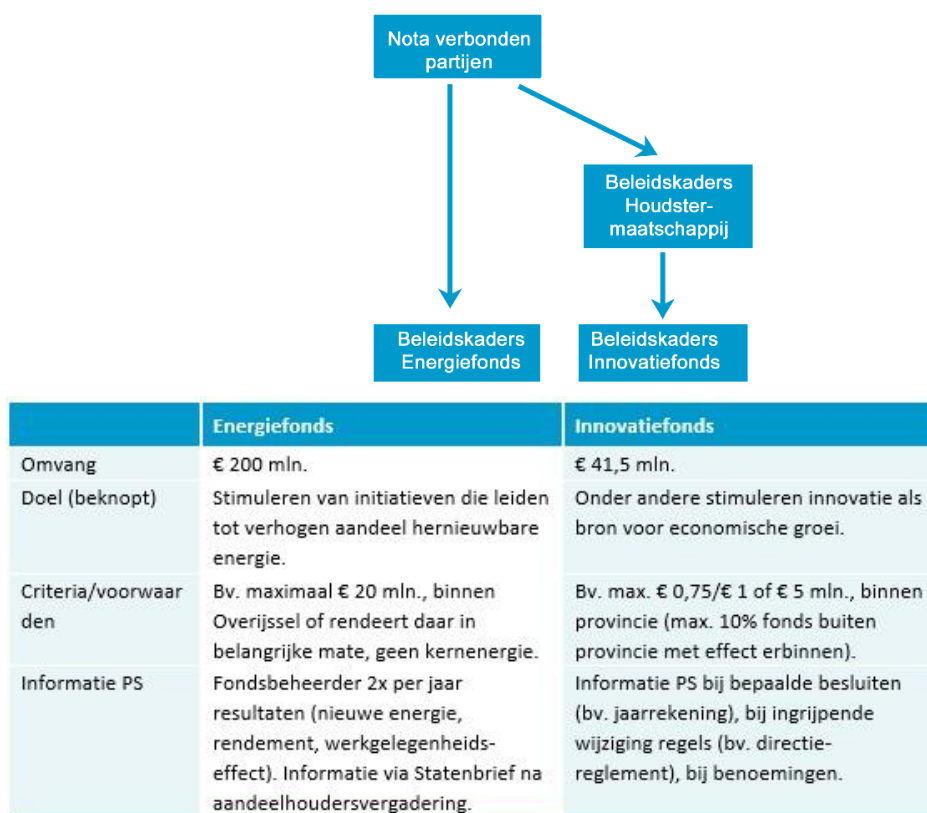 Nota verbonden
partijen
Beleidskaders
Houdster-
maatschappij
Beleidskaders
Energiefonds
Beleidskaders
Innovatiefonds
Energiefonds
Innovatiefonds
Omvang
€ 200 mln.
€ 41,5 mln.
Doel (beknopt)
Stimuleren van initiatieven die leiden
tot verhogen aandeel hernieuwbare
energie.
Onder andere stimuleren innovatie als
bron voor economische groei.
Criteria/voorwaar
den
Bv. maximaal € 20 mln., binnen
Overijssel of rendeert daar in
belangrijke mate, geen kernenergie.
Bv. max. € 0,75/€ 1 of € 5 mln., binnen
provincie (max. 10% fonds buiten
provincie met effect erbinnen).
Informatie PS
Fondsbeheerder 2x per jaar
resultaten (nieuwe energie,
rendement, werkgelegenheids-
effect). Informatie via Statenbrief na
aandeelhoudersvergadering.
Informatie PS bij bepaalde besluiten
(bv. jaarrekening), bij ingrijpende
wijziging regels (bv. directie-
reglement), bij benoemingen.